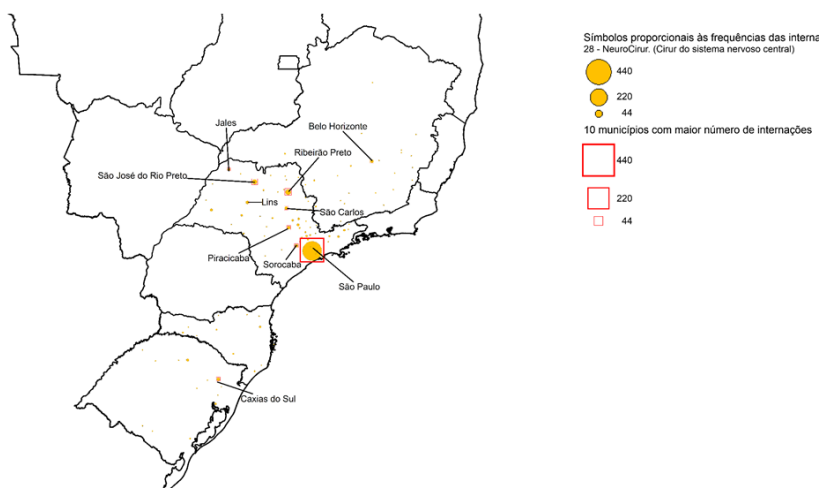 Símbolos proporcionais às frequências das interna
28 - NeuroCirur. (Cirur do sistema nervoso central)
440
220
44
10 municípios com maior número de internações
440
220
44
Jales
Belo Horizonte
Ribeirão Preto
São José do Rio Preto
Lins
São Carlos
Piracicaba
Sorocaba
São Paulo
Caxias do Sul